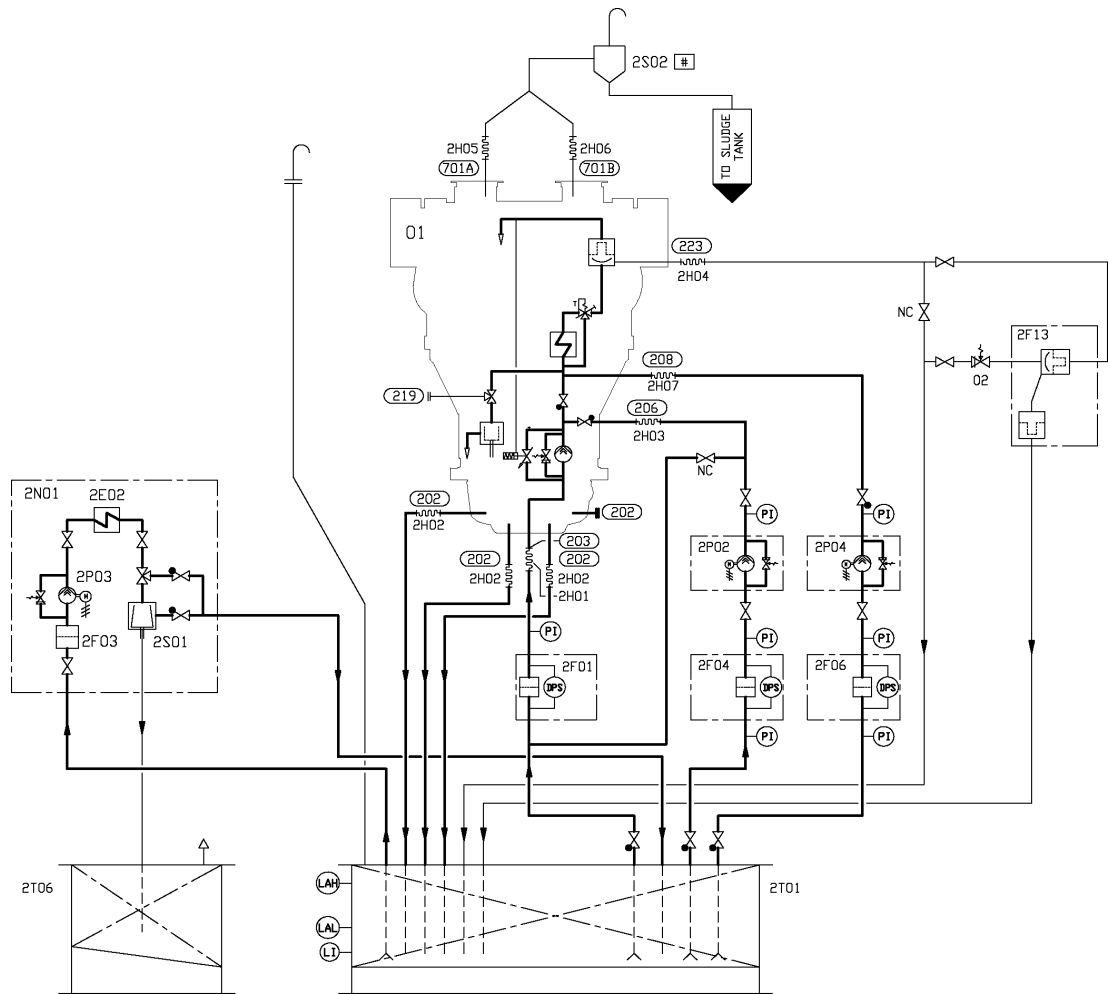 2S02 #
2H05
2H06
701A
701B
TO SLUDGE
TANK
01
223
2H04
NC
2F13
02
T
208
2H07
219
206
2H03
NC
2N01
2E02
202
2H02
202
203
202
202
2H02
2H02
-2H01
PI
PI
2P02
2P04
M
M
2P03
M
2F03
2S01
PI
PI
PI
2F01
2F04
2F06
DPS
DPS
DPS
PI
PI
2T06
LAH
2T01
LAL
LI